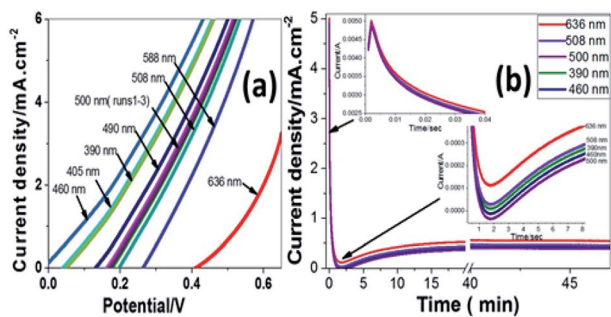 Current density/mA.cm-²
6
4
2
0
0.0
0.2
0.4
0.6
Potential/V
(a)
588 nm
508 nm
500 nm( runs1-3)
490 nm
390 nm
405 nm
460 nm
636 nm
Current density/mA.cm-²
5
4
3
2
1
0
0
5
10
15
40
45
Time ( min)
(b)
636 nm
508 nm
500 nm
390 nm
460 nm
Current/A.
0.0050
0.0045
0.0040
0.0035
0.0030
0.0025
0.00
0.01
0.02
0.03
0.04
Time/sec
Current/A.
0.0004
0.0003
0.0002
0.0001
0.0000
2
4
6
8
Time/sec
636 nm
508 nm
390nm
460nm
500 nm